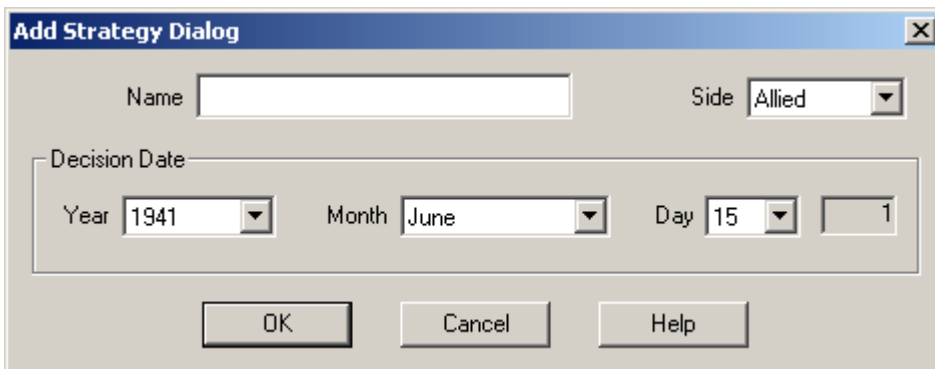 Add Strategy Dialog
Name Side Allied
Decision Date
Year 1941 Month June Day 15 1
OK Cancel Help